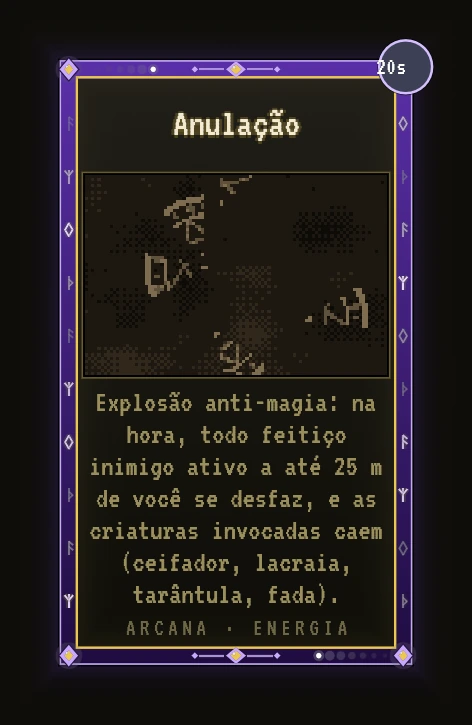 20s
Anulação
Explosão anti-magia: na
hora, todo feitiço
inimigo ativo a até 25 m
de você se desfaz, e as
criaturas invocadas caem
(ceifador, lacraia,
tarântula, fada).
ARCANA · ENERGIA